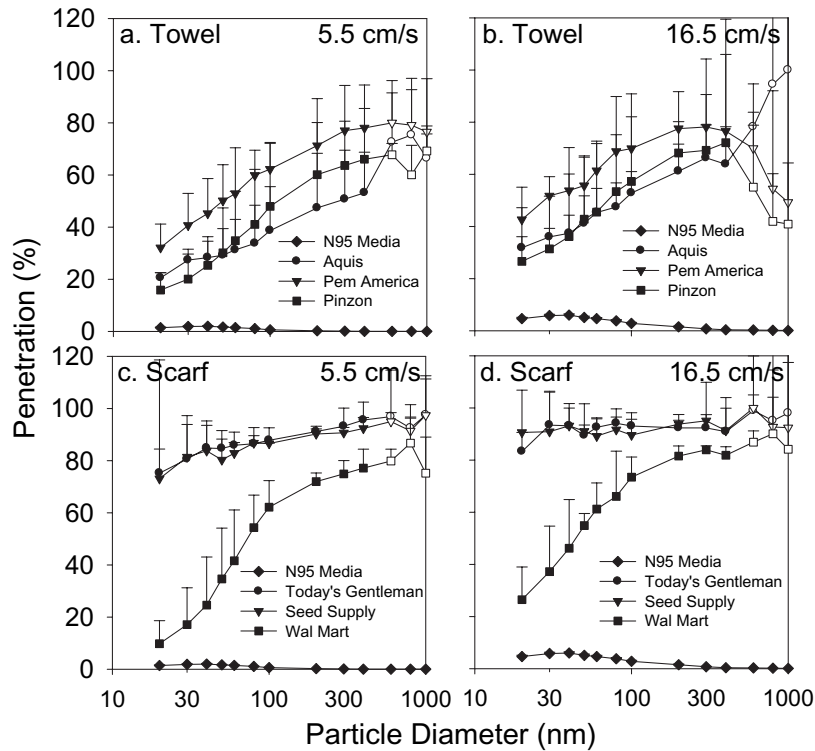 a. Towel 5.5 cm/s
b. Towel 16.5 cm/s
120
100
80
60
40
20
0
N95 Media
Aquis
Pem America
Pinzon
N95 Media
Aquis
Pem America
Pinzon
Penetration (%)
c. Scarf 5.5 cm/s
d. Scarf 16.5 cm/s
120
100
80
60
40
20
0
N95 Media
Today's Gentleman
Seed Supply
Wal Mart
N95 Media
Today's Gentleman
Seed Supply
Wal Mart
10 30 100 300 1000
10 30 100 300 1000
Particle Diameter (nm)